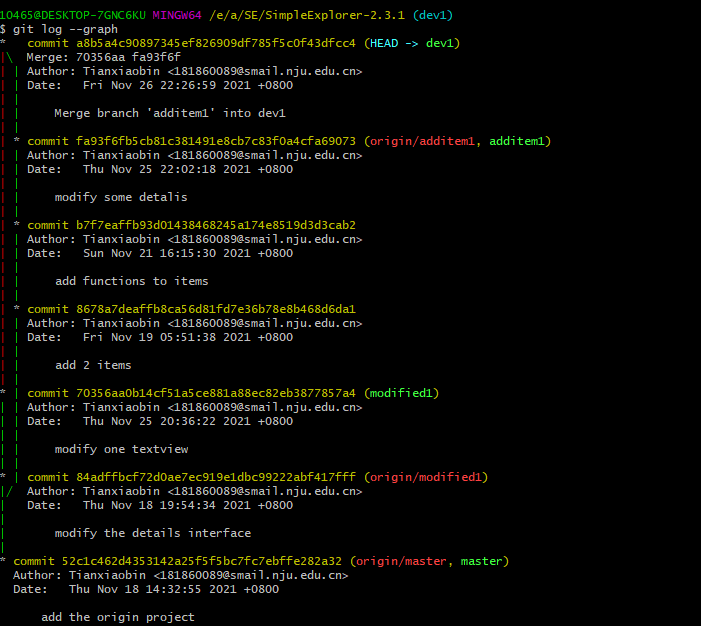 10465@DESKTOP-7GNC6KU MINGW64 /e/a/SE/SimpleExplorer-2.3.1 (dev1)
$ git log --graph
*   commit a8b5a4c90897345ef826909df785f5c0f43dfcc4 (HEAD -> dev1)
|\  Merge: 70356aa fa93f6f
| | Author: Tianxiaobin <181860089@smail.nju.edu.cn>
| | Date:   Fri Nov 26 22:26:59 2021 +0800
| |
| |     Merge branch 'additem1' into dev1
| |
| * commit fa93f6fb5cb81c381491e8cb7c83f0a4cfa69073 (origin/additem1, additem1)
| | Author: Tianxiaobin <181860089@smail.nju.edu.cn>
| | Date:   Thu Nov 25 22:02:18 2021 +0800
| |
| |     modify some detalis
| |
| * commit b7f7eaffb93d01438468245a174e8519d3d3cab2
| | Author: Tianxiaobin <181860089@smail.nju.edu.cn>
| | Date:   Sun Nov 21 16:15:30 2021 +0800
| |
| |     add functions to items
| |
| * commit 8678a7deaffb8ca56d81fd7e36b78e8b468d6da1
| | Author: Tianxiaobin <181860089@smail.nju.edu.cn>
| | Date:   Fri Nov 19 05:51:38 2021 +0800
| |
| |     add 2 items
| |
* | commit 70356aa0b14cf51a5ce881a88ec82eb3877857a4 (modified1)
| | Author: Tianxiaobin <181860089@smail.nju.edu.cn>
| | Date:   Thu Nov 25 20:36:22 2021 +0800
| |
| |     modify one textview
| |
* | commit 84adffbcf72d0ae7ec919e1dbc99222abf417fff (origin/modified1)
|/  Author: Tianxiaobin <181860089@smail.nju.edu.cn>
|   Date:   Thu Nov 18 19:54:34 2021 +0800
|
|       modify the details interface
|
* commit 52c1c462d4353142a25f5f5bc7fc7ebffe282a32 (origin/master, master)
  Author: Tianxiaobin <181860089@smail.nju.edu.cn>
  Date:   Thu Nov 18 14:32:55 2021 +0800

      add the origin project